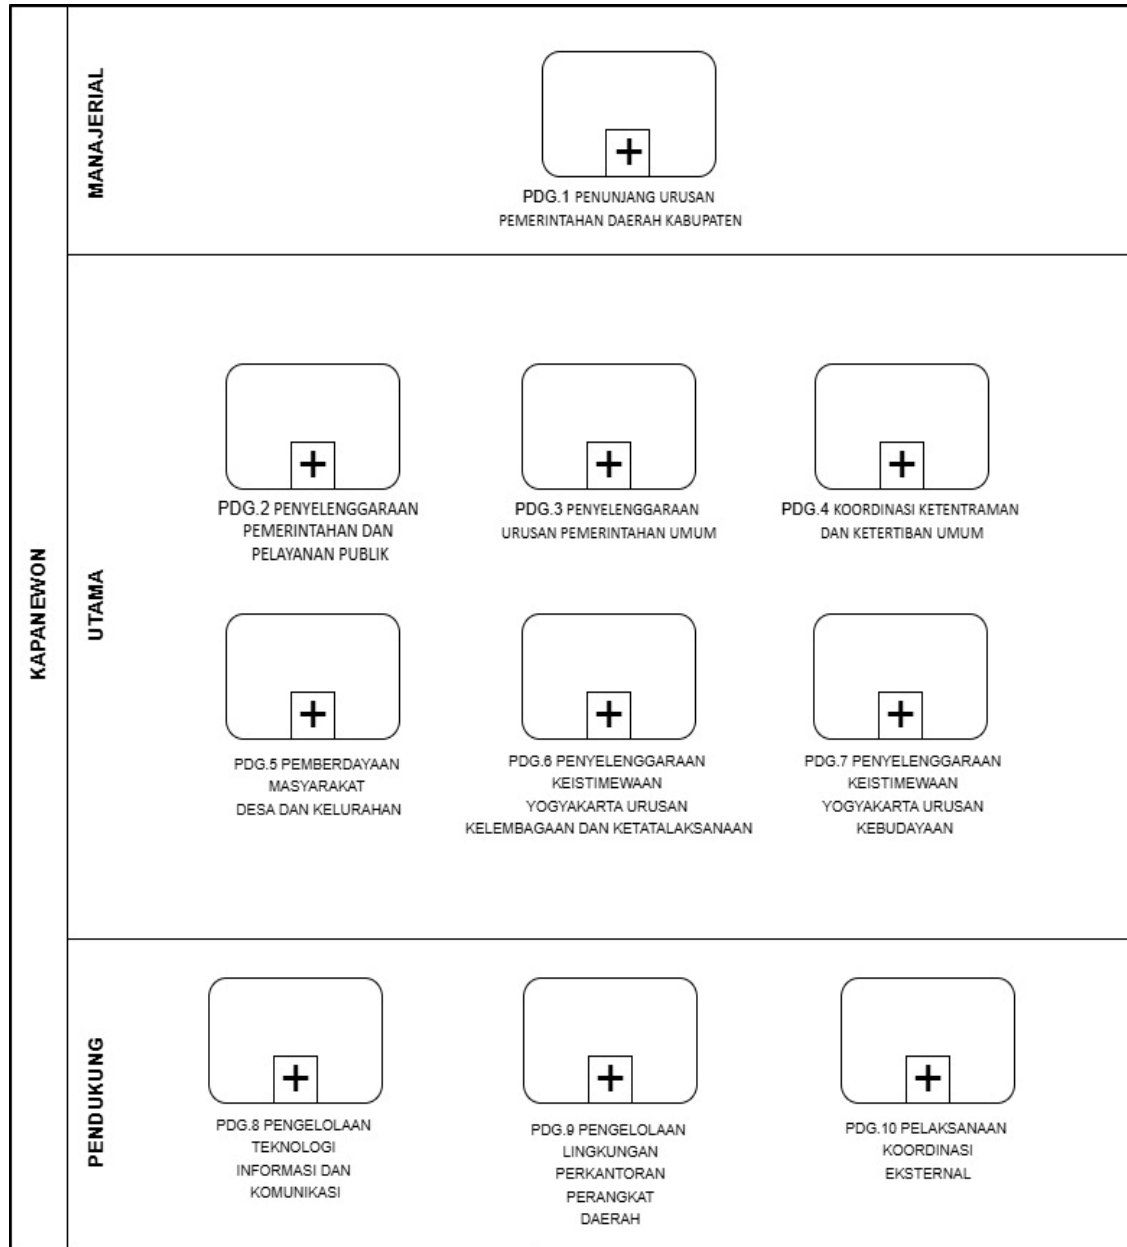 KAPANEWON
MANAJERIAL
PDG.1 PENUNJANG URUSAN
PEMERINTAHAN DAERAH KABUPATEN
UTAMA
PDG.2 PENYELENGGARAAN
PEMERINTAHAN DAN
PELAYANAN PUBLIK
PDG.3 PENYELENGGARAAN
URUSAN PEMERINTAHAN UMUM
PDG.4 KOORDINASI KETENTRAMAN
DAN KETERTIBAN UMUM
PDG.5 PEMBERDAYAAN
MASYARAKAT
DESA DAN KELURAHAN
PDG.6 PENYELENGGARAAN
KEISTIMEWAAN
YOGYAKARTA URUSAN
KELEMBAGAAN DAN KETATALAKSANAAN
PDG.7 PENYELENGGARAAN
KEISTIMEWAAN
YOGYAKARTA URUSAN
KEBUDAYAAN
PENDUKUNG
PDG.8 PENGELOLAAN
TEKNOLOGI
INFORMASI DAN
KOMUNIKASI
PDG.9 PENGELOLAAN
LINGKUNGAN
PERKANTORAN
PERANGKAT
DAERAH
PDG.10 PELAKSANAAN
KOORDINASI
EKSTERNAL